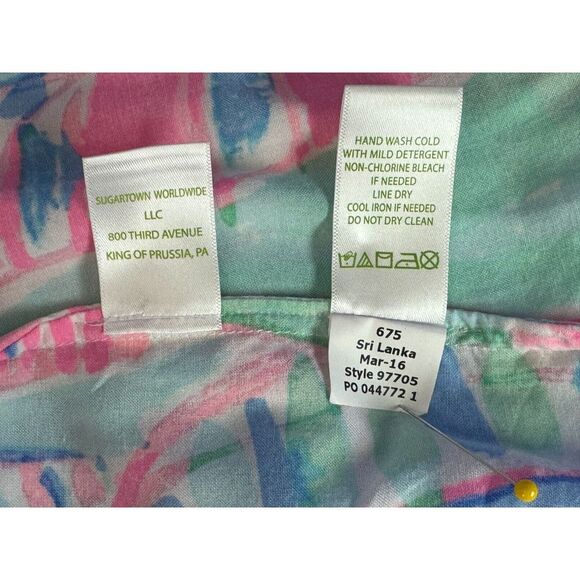 SUGARTOWN WORLDWIDE
LLC
800 THIRD AVENUE
KING OF PRUSSIA, PA
HAND WASH COLD
WITH MILD DETERGENT
NON-CHLORINE BLEACH
IF NEEDED
LINE DRY
COOL IRON IF NEEDED
DO NOT DRY CLEAN
675
Sri Lanka
Mar-16
Style 97705
PO 044772 1